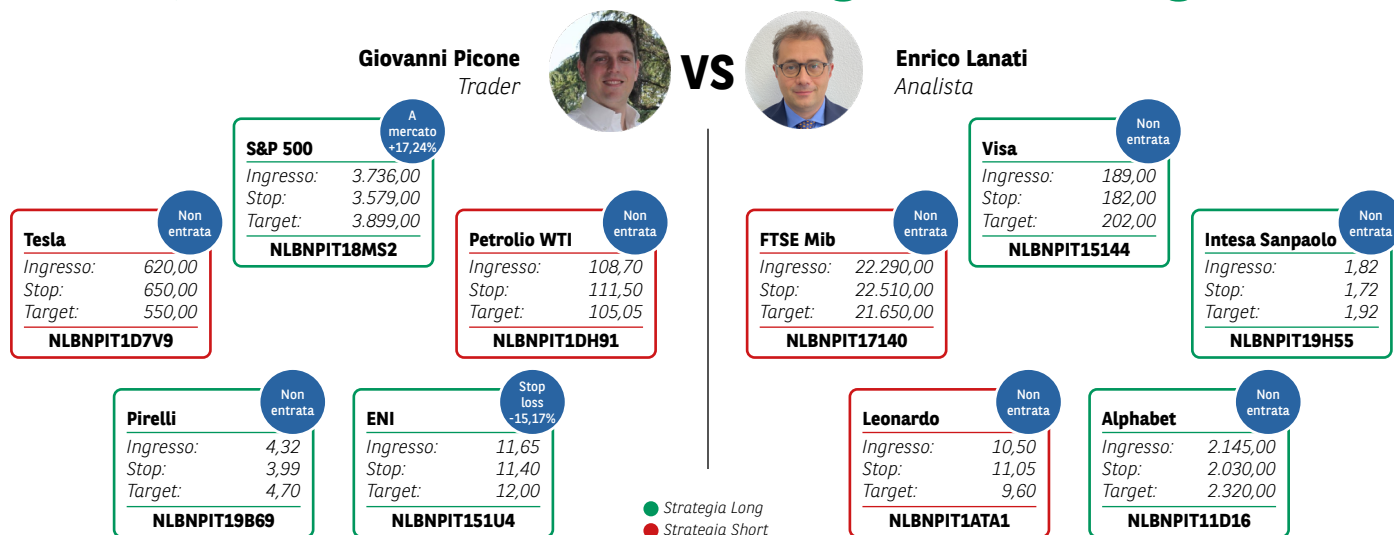 Giovanni Picone
Trader
VS
Enrico Lanati
Analista
A
mercato
+17,24%
S&P 500
Ingresso: 3.736,00
Stop: 3.579,00
Target: 3.899,00
NLBNPIT18MS2
Non
entrata
Tesla
Ingresso: 620,00
Stop: 650,00
Target: 550,00
NLBNPIT1D7V9
Non
entrata
Petrolio WTI
Ingresso: 108,70
Stop: 111,50
Target: 105,05
NLBNPIT1DH91
Non
entrata
Pirelli
Ingresso: 4,32
Stop: 3,99
Target: 4,70
NLBNPIT19B69
Stop
loss
-15,17%
ENI
Ingresso: 11,65
Stop: 11,40
Target: 12,00
NLBNPIT151U4
Non
entrata
Visa
Ingresso: 189,00
Stop: 182,00
Target: 202,00
NLBNPIT15144
Non
entrata
FTSE Mib
Ingresso: 22.290,00
Stop: 22.510,00
Target: 21.650,00
NLBNPIT17140
Non
entrata
Intesa Sanpaolo
Ingresso: 1,82
Stop: 1,72
Target: 1,92
NLBNPIT19H55
Non
entrata
Leonardo
Ingresso: 10,50
Stop: 11,05
Target: 9,60
NLBNPIT1ATA1
Non
entrata
Alphabet
Ingresso: 2.145,00
Stop: 2.030,00
Target: 2.320,00
NLBNPIT11D16
Strategia Long
Strategia Short